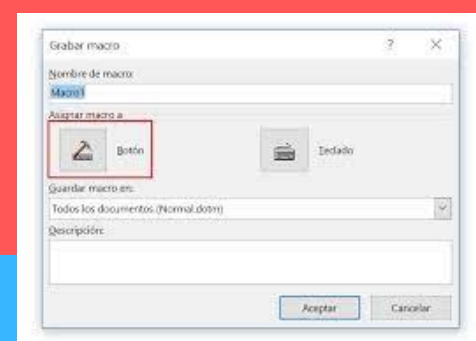 Grabar macro
Nombre de macro:
Macro1
Asignar macro a
Botón
Teclado
Guardar macro en:
Todos los documentos (Normal.dotm)
Descripción:
Aceptar
Cancelar